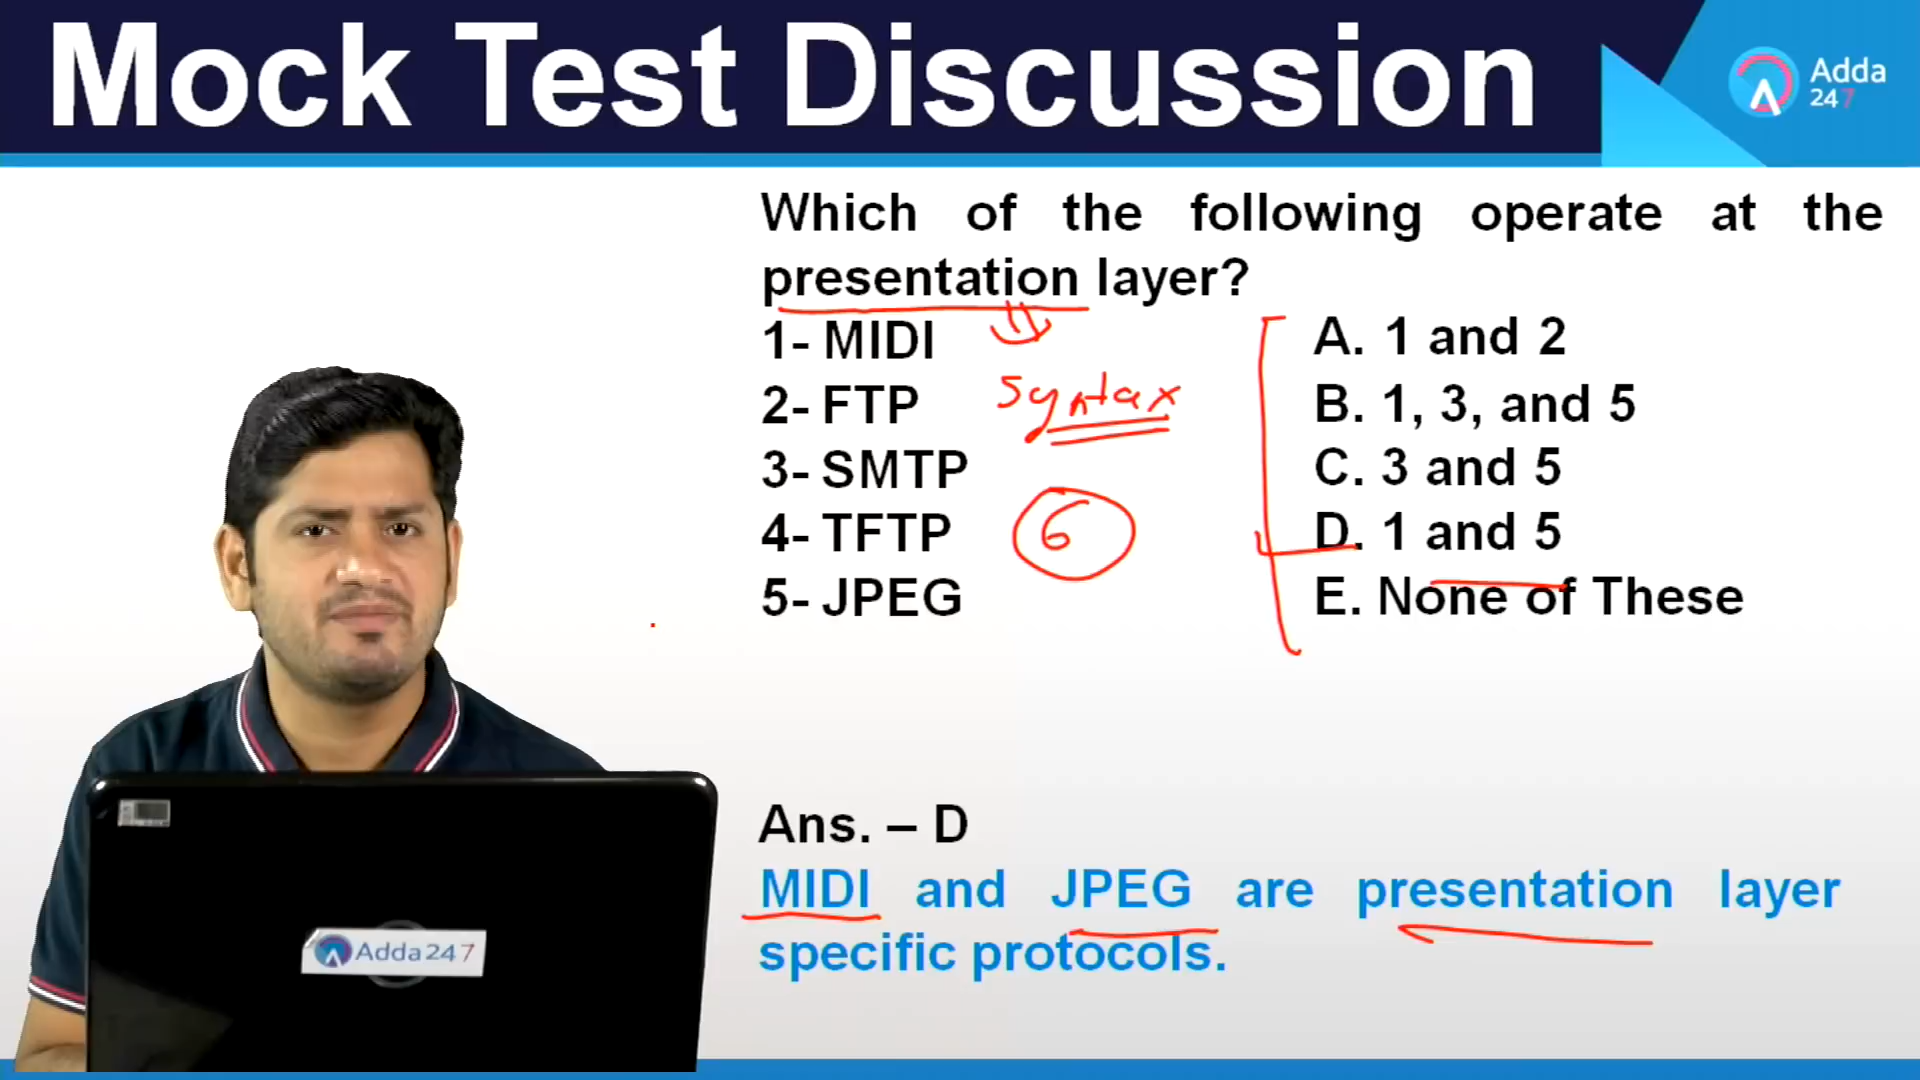 Mock Test Discussion
Adda
247
Which of the following operate at the
presentation layer?
1- MIDI
2- FTP
3- SMTP
4- TFTP
5- JPEG
Syntax
6
A. 1 and 2
B. 1, 3, and 5
C. 3 and 5
D. 1 and 5
E. None of These
Ans. – D
MIDI and JPEG are presentation layer
specific protocols.
Adda247